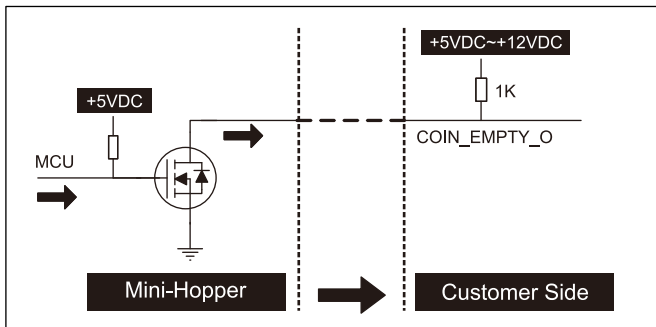 +5VDC~+12VDC
+5VDC
1K
MCU
COIN_EMPTY_O
Mini-Hopper
Customer Side